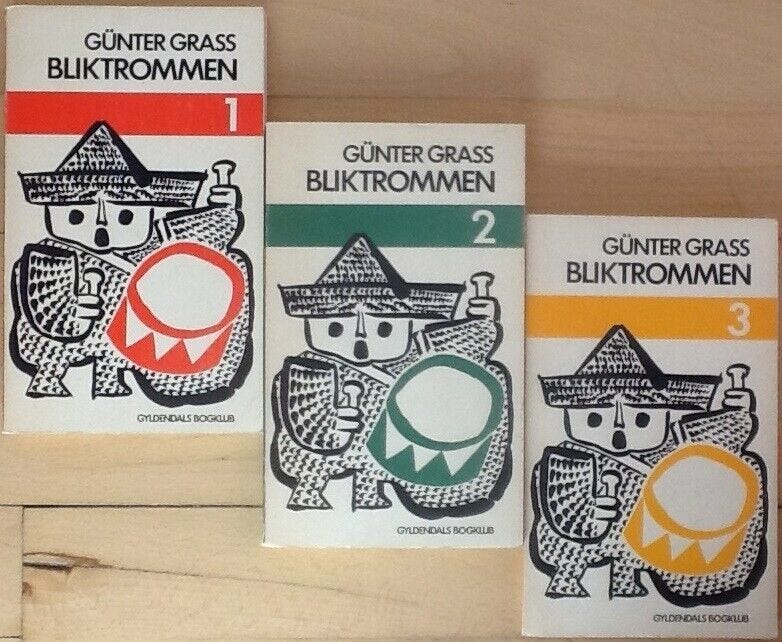 GÜNTER GRASS
BLIKTROMMEN
1
GYLDENDALS BOGKLUB
GÜNTER GRASS
BLIKTROMMEN
2
GYLDENDALS BOGKLUB
GÜNTER GRASS
BLIKTROMMEN
3
GYLDENDALS BOGKLUB